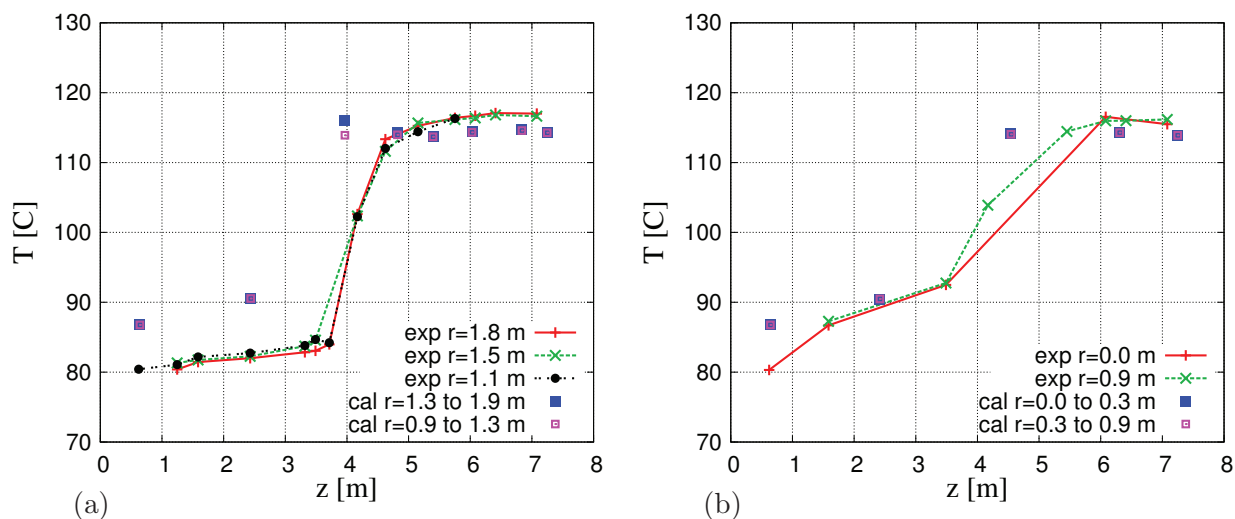 130
120
110
100
90
80
70
T [C]
0 1 2 3 4 5 6 7 8
z [m]
exp r=1.8 m
exp r=1.5 m
exp r=1.1 m
cal r=1.3 to 1.9 m
cal r=0.9 to 1.3 m
(a)
130
120
110
100
90
80
70
T [C]
0 1 2 3 4 5 6 7 8
z [m]
exp r=0.0 m
exp r=0.9 m
cal r=0.0 to 0.3 m
cal r=0.3 to 0.9 m
(b)